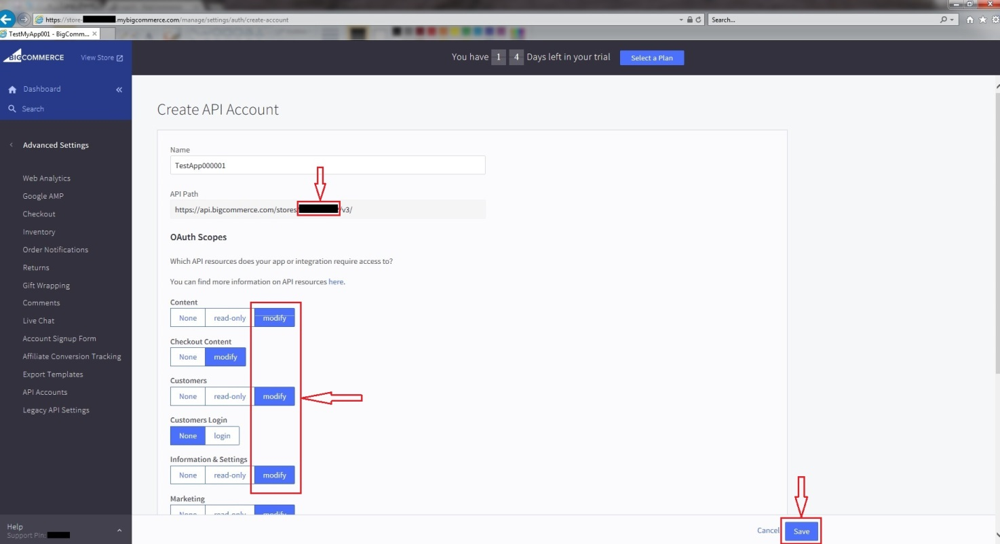 https://store-
.mybigcommerce.com/manage/settings/auth/create-account
Search...
TestMyApp001 - BigComm...
BIGCOMMERCE
View Store
You have 1 4 Days left in your trial
Select a Plan
Dashboard
Search
Advanced Settings
Web Analytics
Google AMP
Checkout
Inventory
Order Notifications
Returns
Gift Wrapping
Comments
Live Chat
Account Signup Form
Affiliate Conversion Tracking
Export Templates
API Accounts
Legacy API Settings
Help
Support Pin:
Create API Account
Name
TestApp000001
API Path
https://api.bigcommerce.com/stores
/v3/
OAuth Scopes
Which API resources does your app or integration require access to?
You can find more information on API resources here.
Content
None read-only modify
Checkout Content
None modify
Customers
None read-only modify
Customers Login
None login
Information & Settings
None read-only modify
Marketing
None read-only modify
Cancel Save